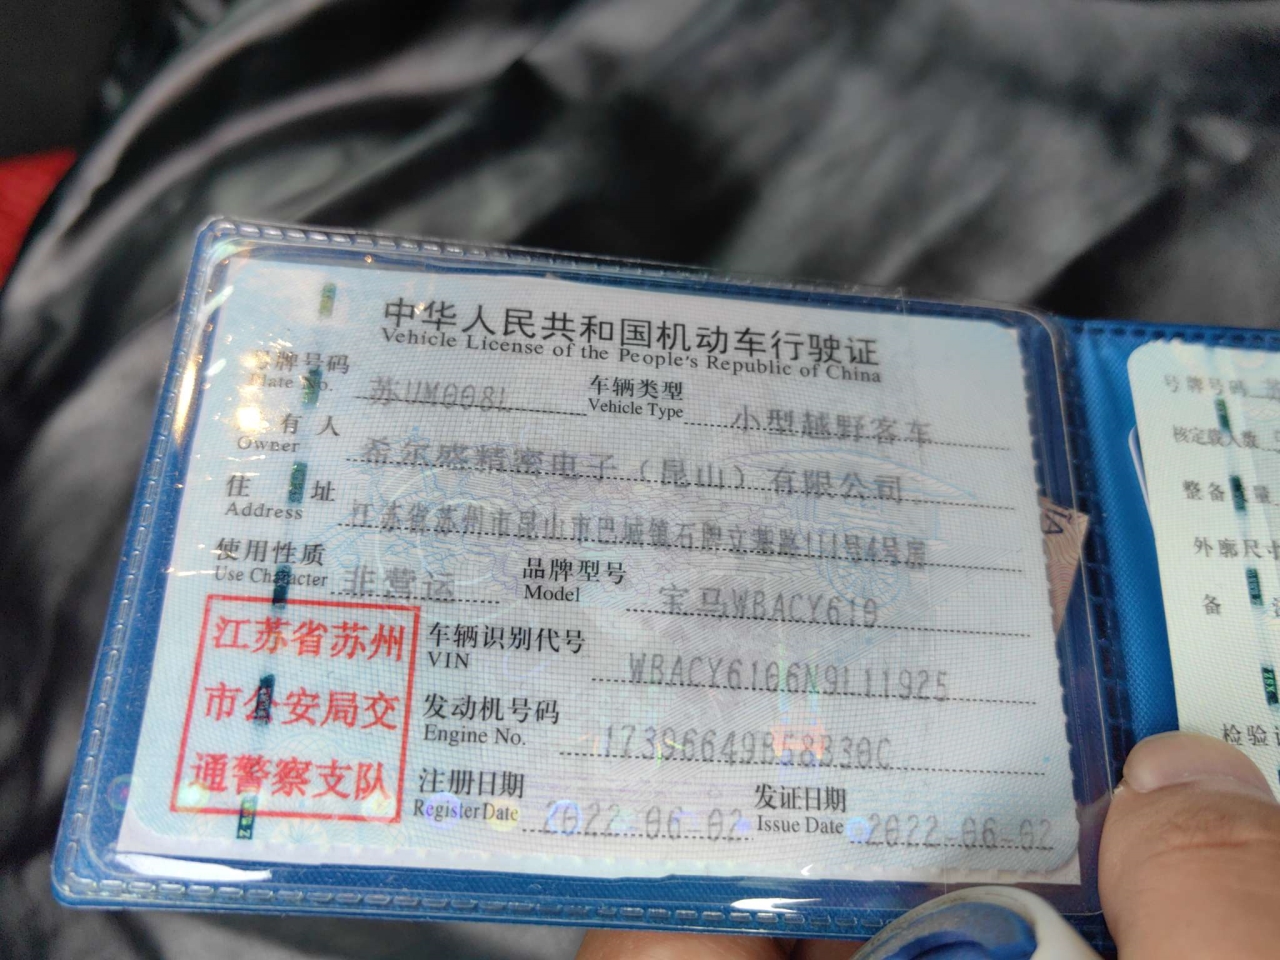 中华人民共和国机动车行驶证
Vehicle License of the People's Republic of China
号牌号码 苏UM008L 车辆类型 小型越野客车
Plate No. Vehicle Type
有人 希尔盛精密电子（昆山）有限公司
Owner
住址 江苏省苏州市昆山市巴城镇石牌立基路111号4号房
Address
使用性质 非营运 品牌型号 宝马WBACY610
Use Character Model
江苏省苏州
市公安局交
通警察支队
车辆识别代号 WBACY6106N9L11925
VIN
发动机号码
Engine No.
注册日期 2022-06-02 发证日期 2022-06-02
Register Date Issue Date
号牌号码
核定载人数
整备质量
外廓尺寸
备
检验